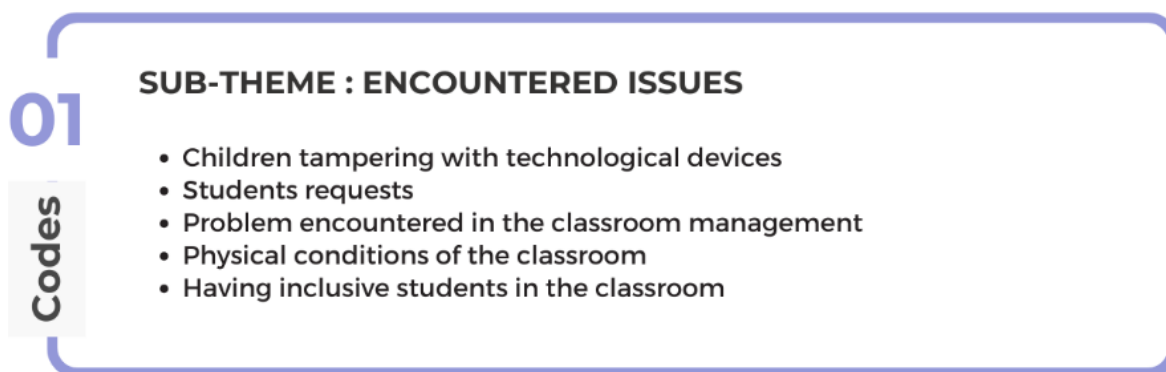 SUB-THEME : ENCOUNTERED ISSUES
01
• Children tampering with technological devices
• Students requests
• Problem encountered in the classroom management
• Physical conditions of the classroom
• Having inclusive students in the classroom
Codes